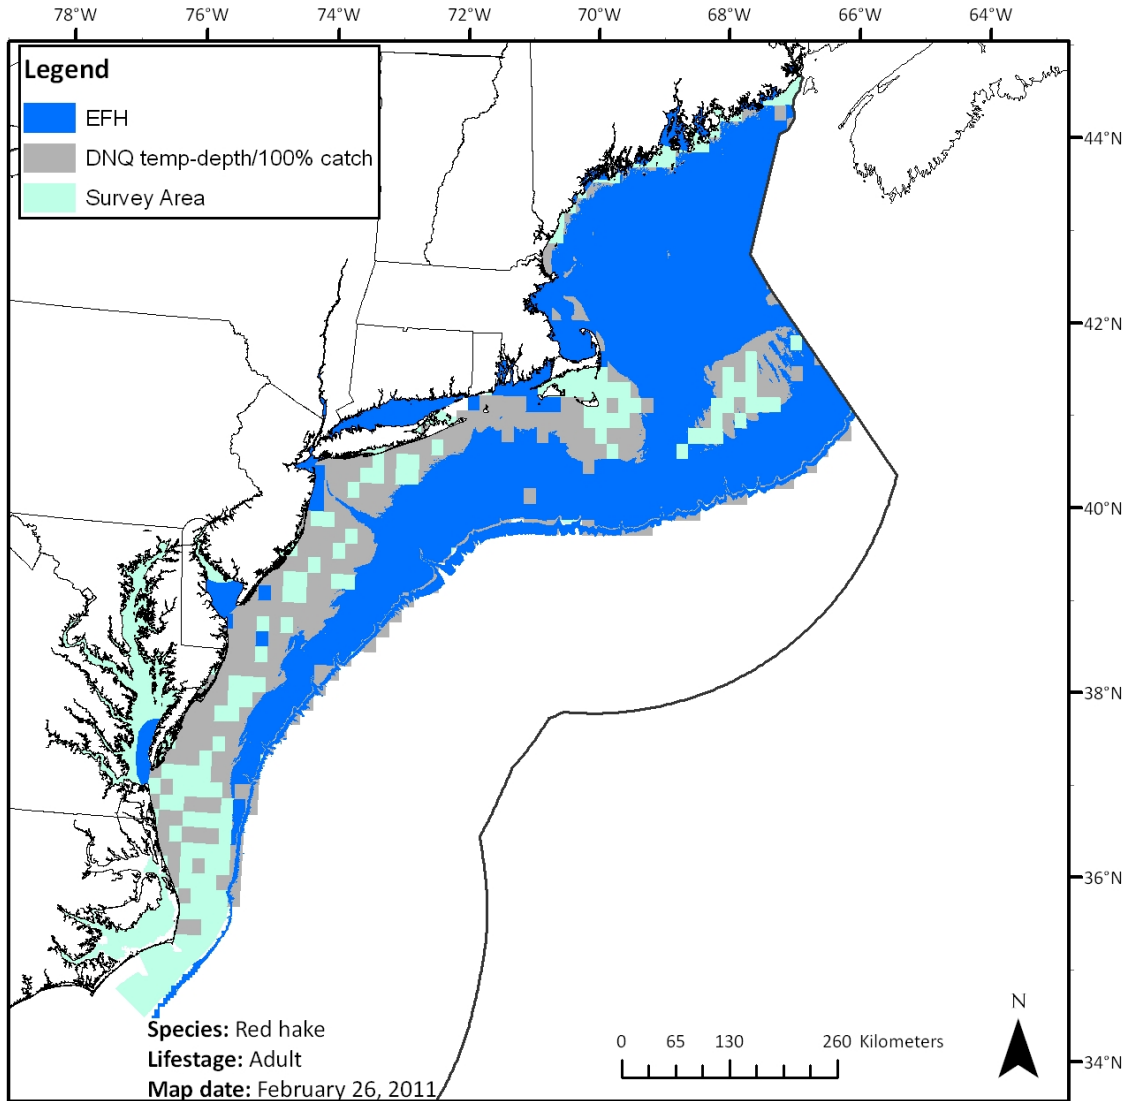 78°W 76°W 74°W 72°W 70°W 68°W 66°W 64°W
Legend
EFH
DNQ temp-depth/100% catch
Survey Area
44°N
42°N
40°N
38°N
36°N
34°N
Species: Red hake
Lifestage: Adult
Map date: February 26, 2011
0 65 130 260 Kilometers
N